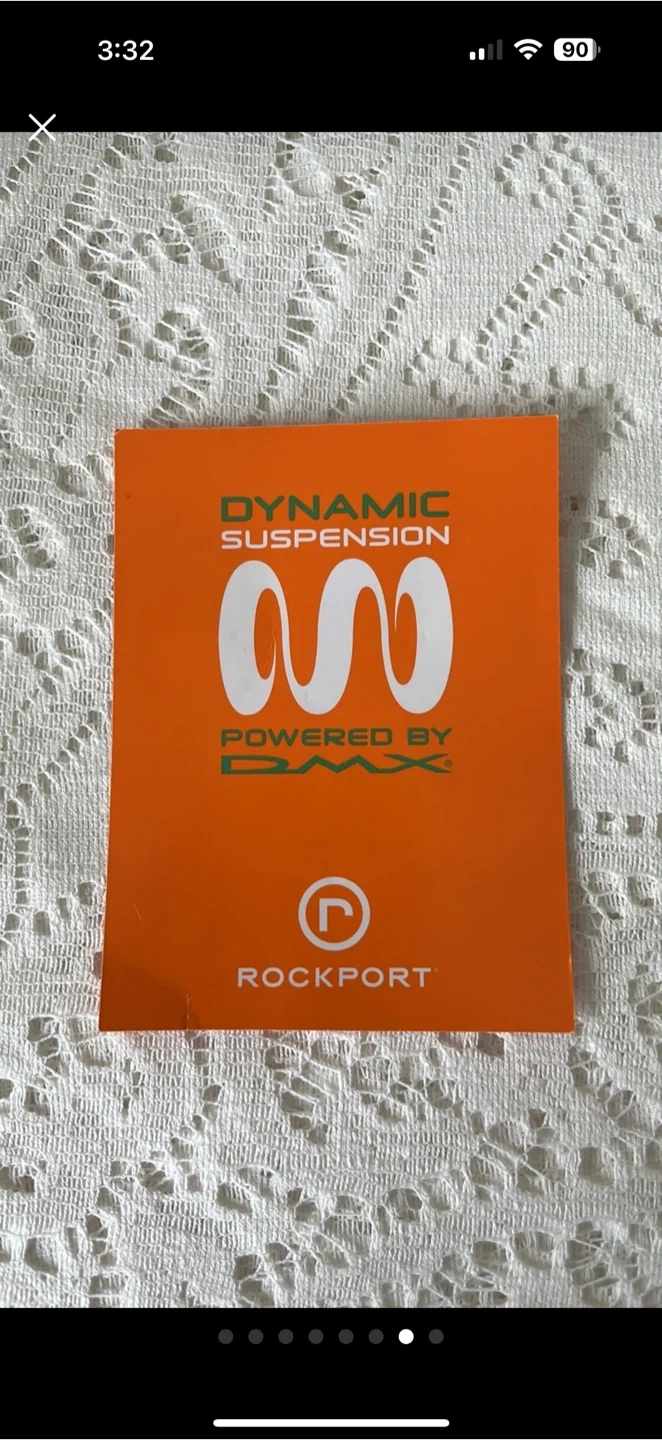 3:32
90
DYNAMIC
SUSPENSION
POWERED BY
DMX®
r
ROCKPORT